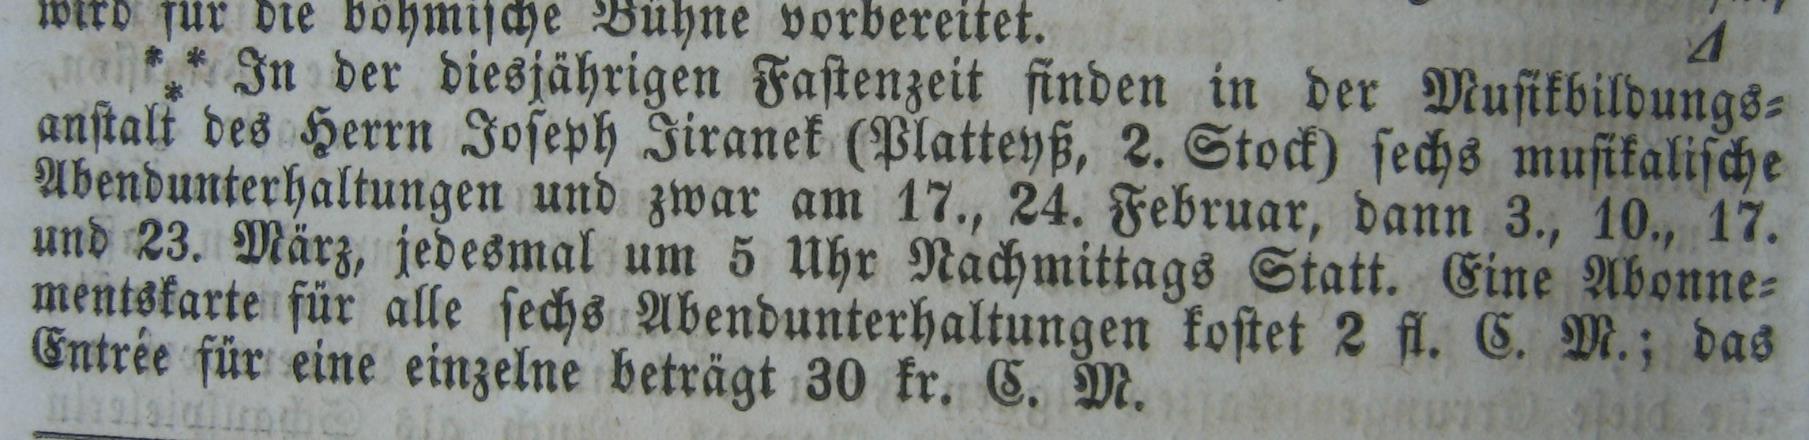 wird für die böhmische Bühne vorbereitet.
*⁎* In der diesjährigen Fastenzeit finden in der Musikbildungs-
anstalt des Herrn Joseph Jiranek (Platteyß, 2. Stock) sechs musikalische
Abendunterhaltungen und zwar am 17., 24. Februar, dann 3., 10., 17.
und 23. März, jedesmal um 5 Uhr Nachmittags Statt. Eine Abonne-
mentskarte für alle sechs Abendunterhaltungen kostet 2 fl. C. M.; das
Entrée für eine einzelne beträgt 30 kr. C. M.